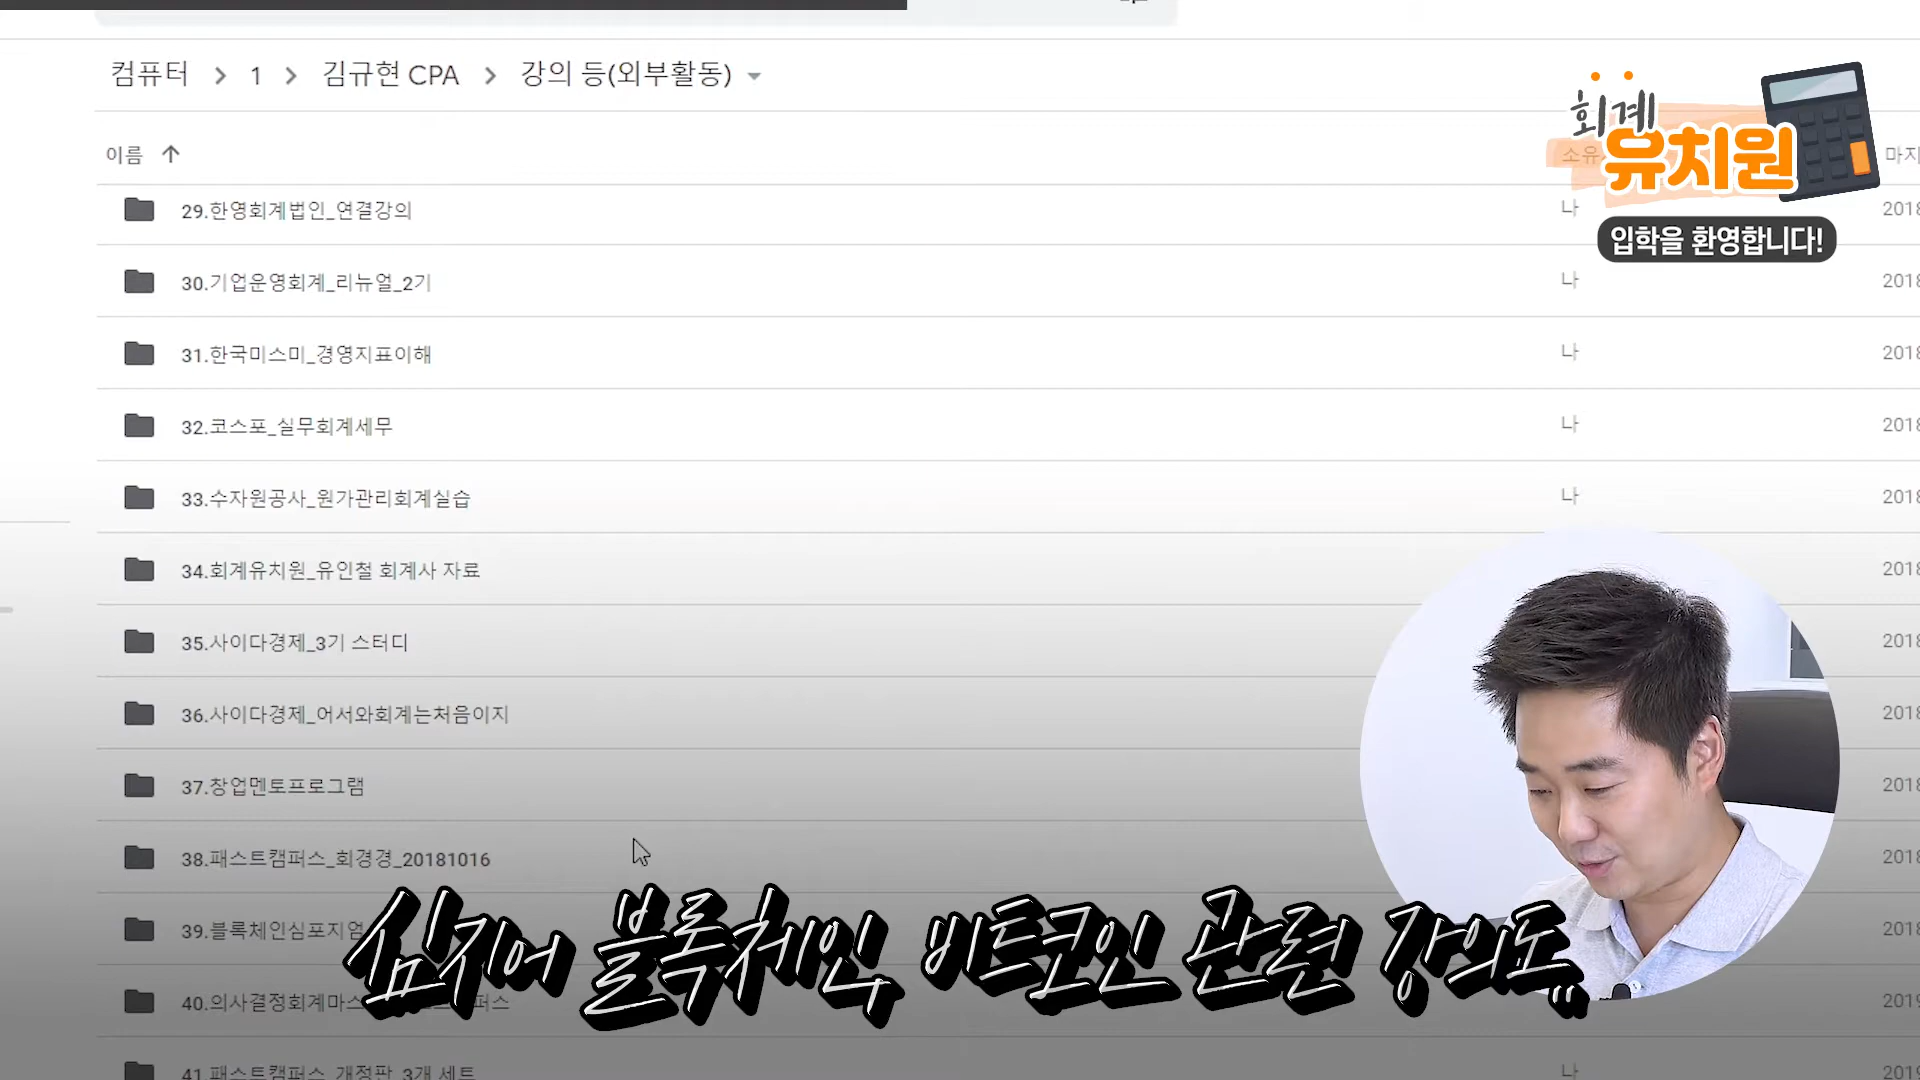 컴퓨터 > 1 > 김규현 CPA > 강의 등(외부활동)
회계
유치원
입학을 환영합니다!
이름 소유 마지
29.한영회계법인_연결강의 나 2018
30.기업운영회계_리뉴얼_2기 나 2018
31.한국미스미_경영지표이해 나 2018
32.코스포_실무회계세무 나 2018
33.수자원공사_원가관리회계실습 나 2018
34.회계유치원_유인철 회계사 자료 2018
35.사이다경제_3기 스터디 2018
36.사이다경제_어서와회계는처음이지 2018
37.창업멘토프로그램 2018
38.패스트캠퍼스_회경경_20181016 2018
39.블록체인심포지엄 2018
심지어 블록체인, 비트코인 관련 강의도..
40.의사결정회계마스 퍼스 2019
41.패스트캠퍼스_개정판_3개 세트 나 2019